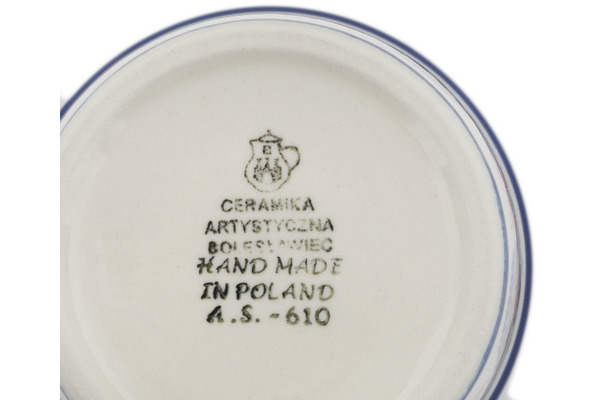 CERAMIKA
ARTYSTYCZNA
BOLESŁAWIEC
HAND MADE
IN POLAND
A.S.-610